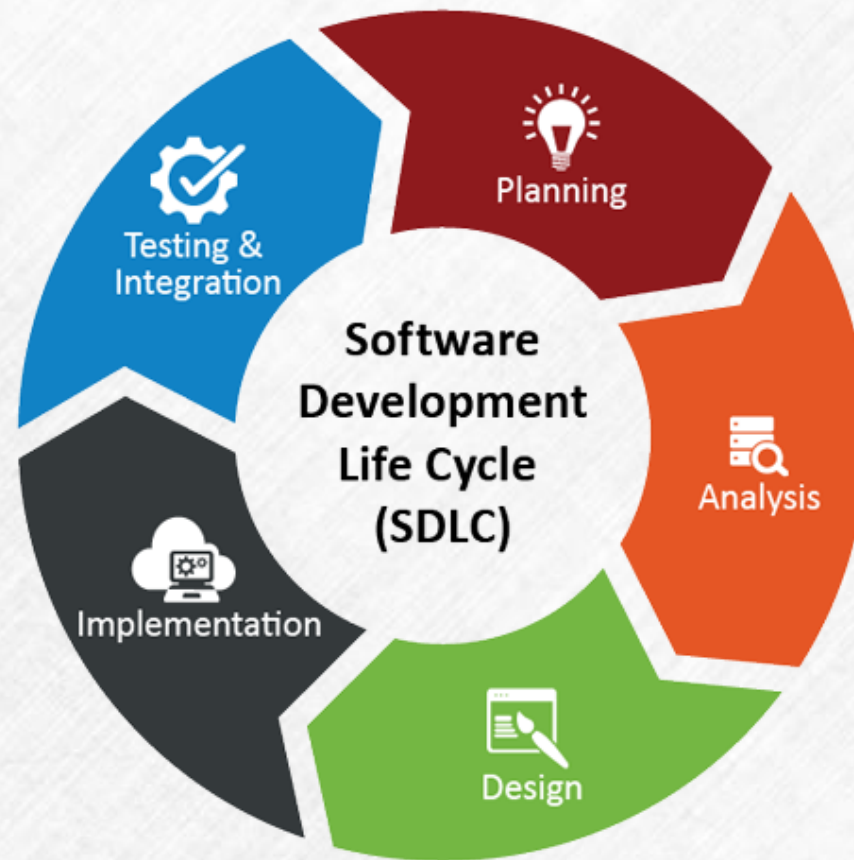 Software
Development
Life Cycle
(SDLC)
Planning
Analysis
Design
Implementation
Testing &
Integration